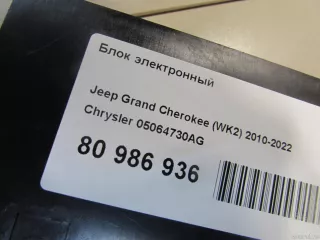 Блок электронный
Jeep Grand Cherokee (WK2) 2010-2022
Chrysler 05064730AG
80 986 936